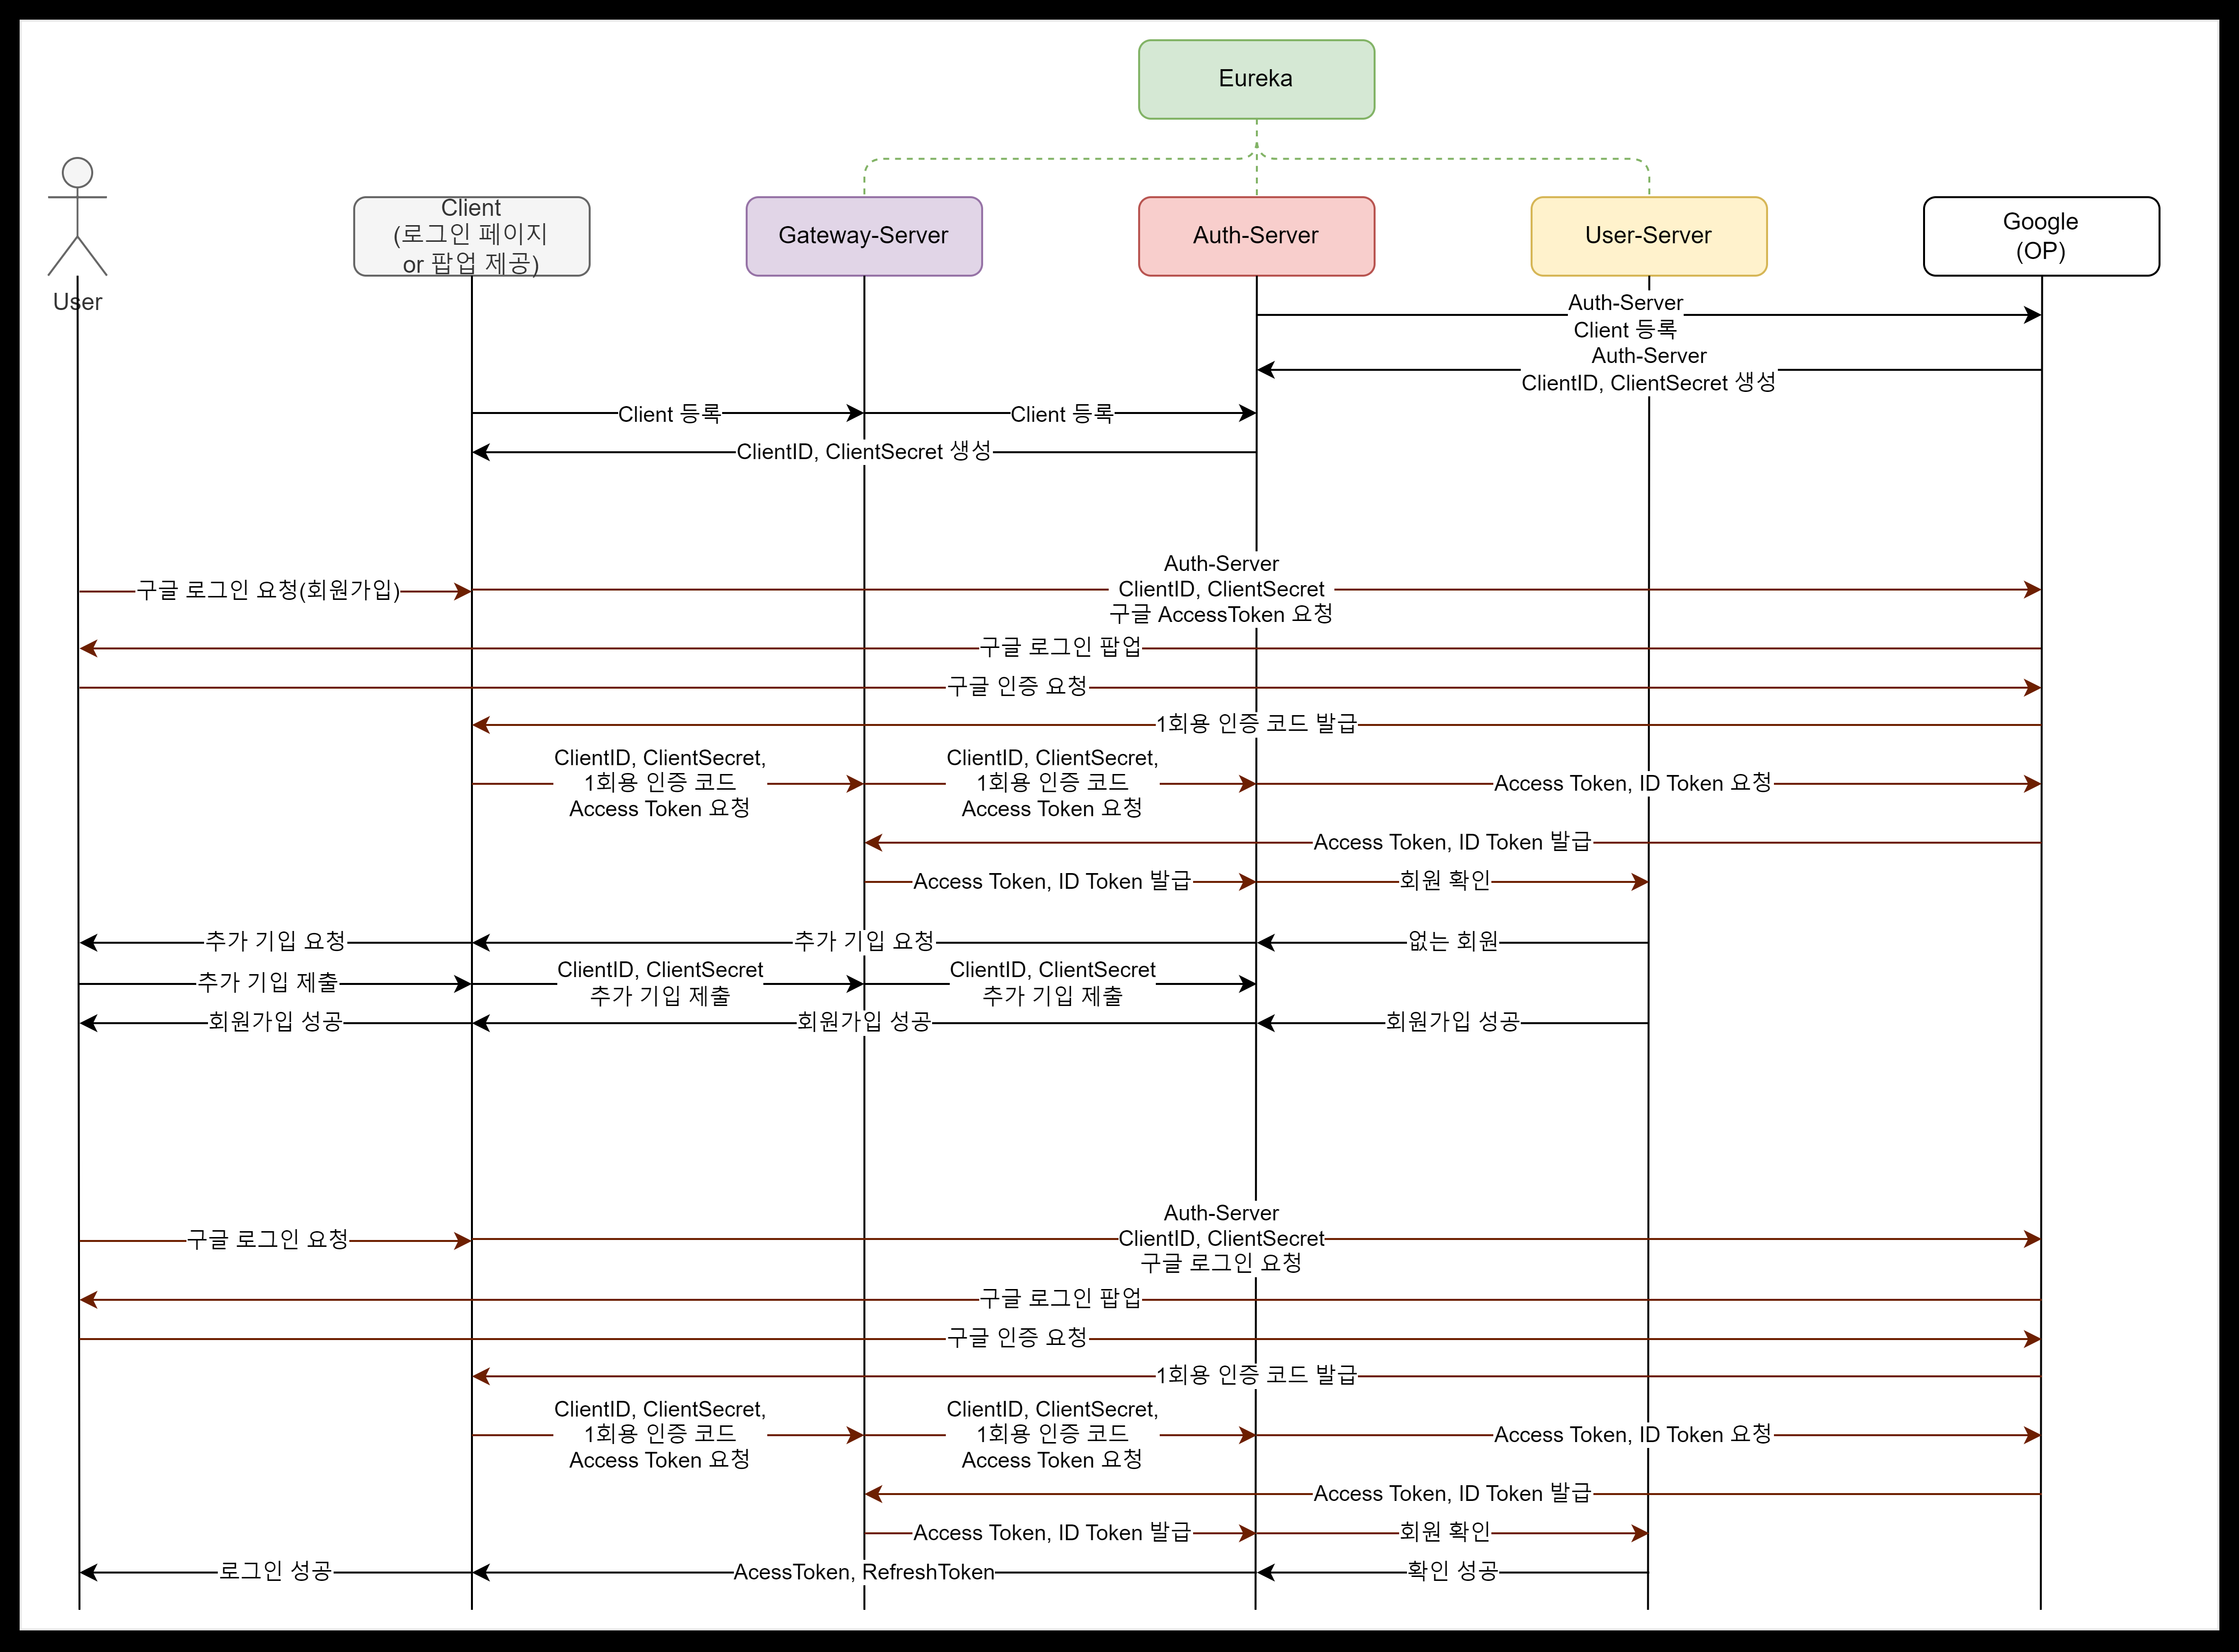 Eureka
User
Client
(로그인 페이지
or 팝업 제공)
Gateway-Server
Auth-Server
User-Server
Google
(OP)
Auth-Server
Client 등록
Auth-Server
ClientID, ClientSecret 생성
Client 등록
Client 등록
ClientID, ClientSecret 생성
구글 로그인 요청(회원가입)
Auth-Server
ClientID, ClientSecret
구글 AccessToken 요청
구글 로그인 팝업
구글 인증 요청
1회용 인증 코드 발급
ClientID, ClientSecret,
1회용 인증 코드
Access Token 요청
ClientID, ClientSecret,
1회용 인증 코드
Access Token 요청
Access Token, ID Token 요청
Access Token, ID Token 발급
Access Token, ID Token 발급
회원 확인
추가 기입 요청
추가 기입 요청
없는 회원
추가 기입 제출
ClientID, ClientSecret
추가 기입 제출
ClientID, ClientSecret
추가 기입 제출
회원가입 성공
회원가입 성공
회원가입 성공
구글 로그인 요청
Auth-Server
ClientID, ClientSecret
구글 로그인 요청
구글 로그인 팝업
구글 인증 요청
1회용 인증 코드 발급
ClientID, ClientSecret,
1회용 인증 코드
Access Token 요청
ClientID, ClientSecret,
1회용 인증 코드
Access Token 요청
Access Token, ID Token 요청
Access Token, ID Token 발급
Access Token, ID Token 발급
회원 확인
로그인 성공
AcessToken, RefreshToken
확인 성공